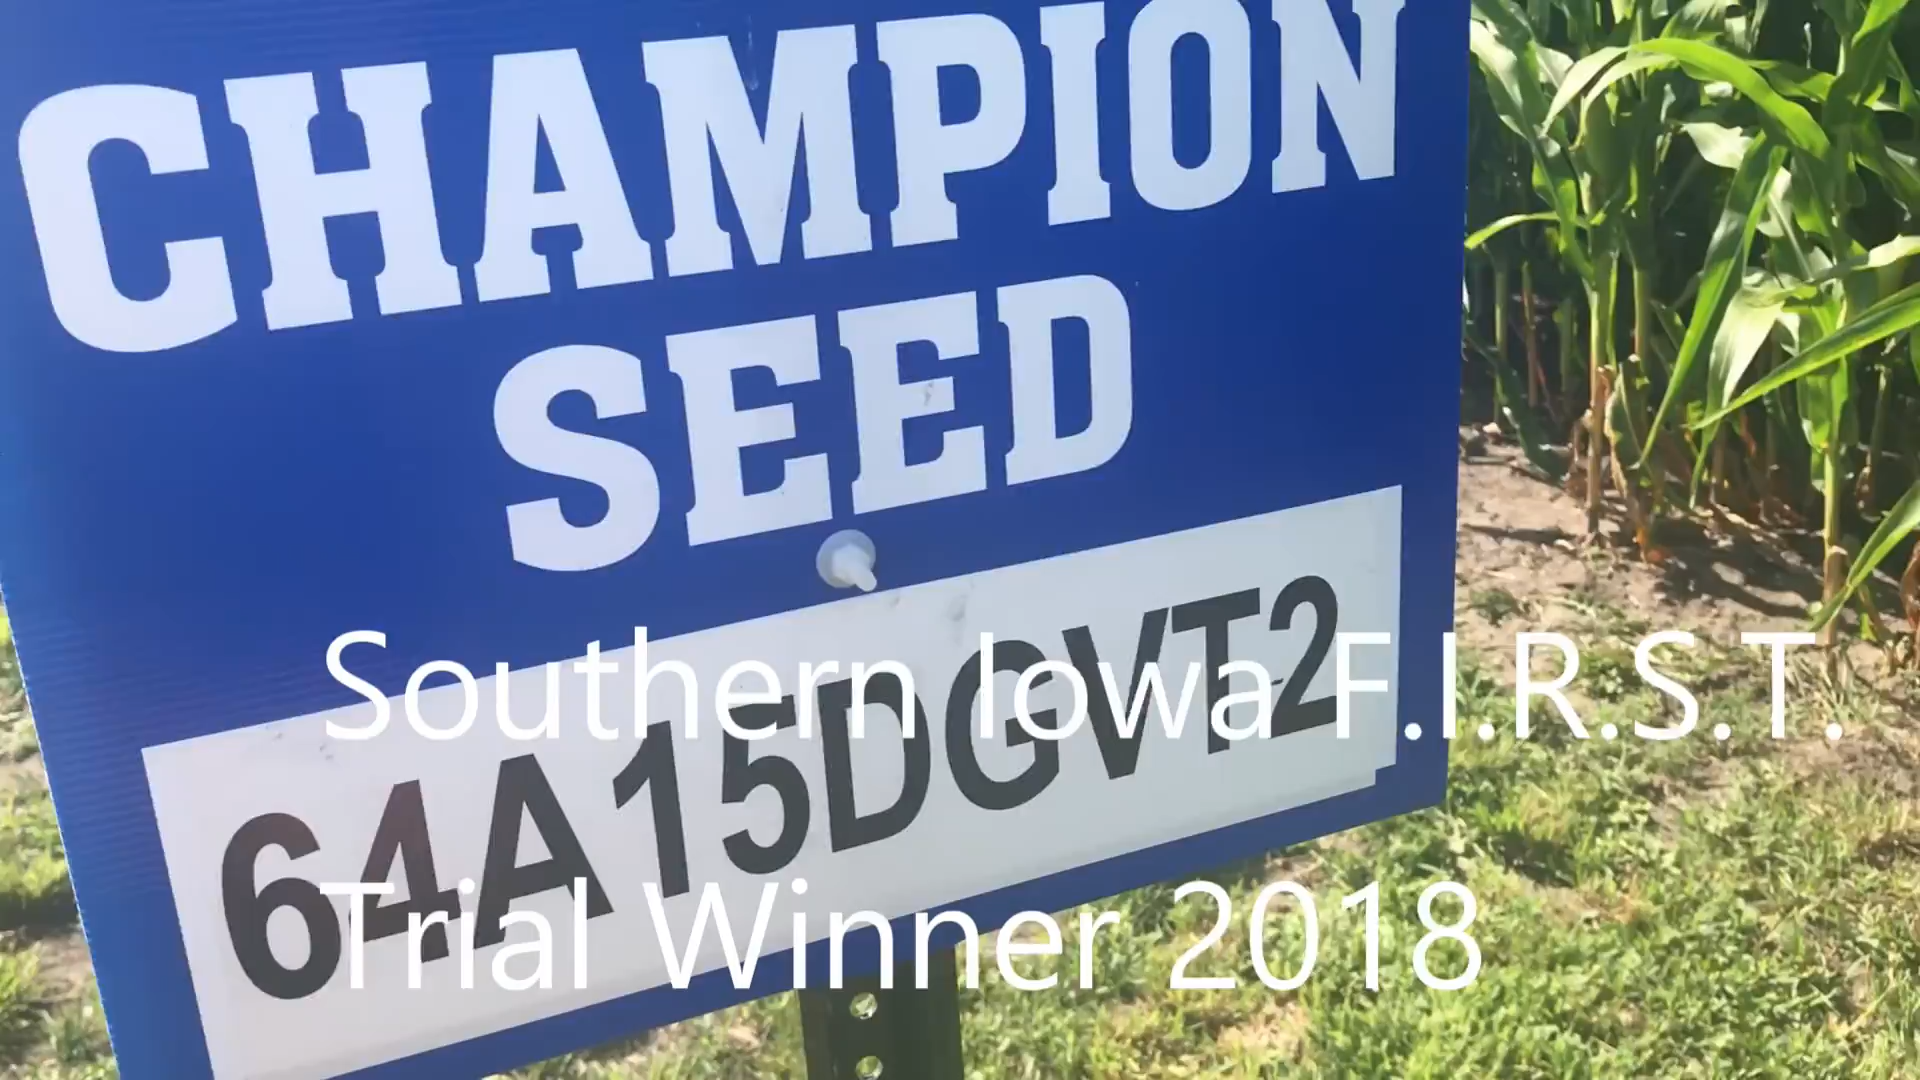 CHAMPION
SEED
64A15DGVT2
Southern Iowa F.I.R.S.T.
Trial Winner 2018